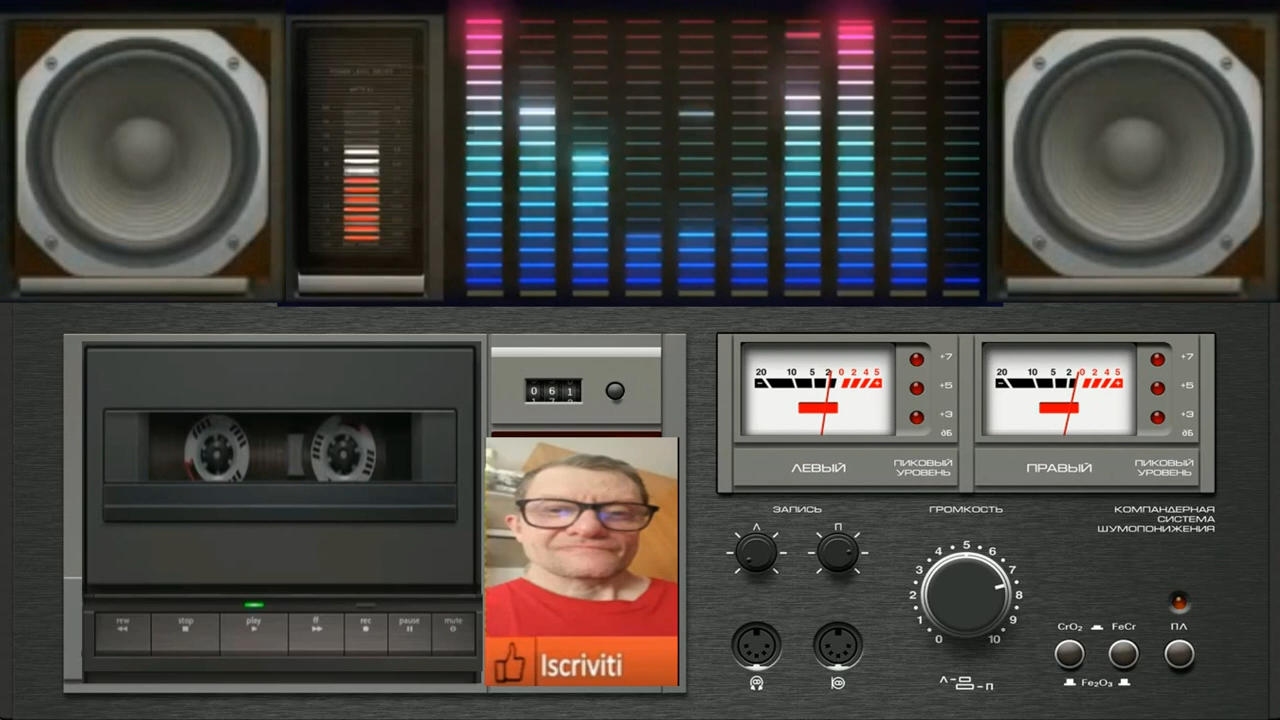 POWER LEVEL
0 6 1
20 10 5 2 0 2 4 5
+7
+5
+3
дБ
ЛЕВЫЙ
ПИКОВЫЙ
УРОВЕНЬ
20 10 5 2 0 2 4 5
+7
+5
+3
дБ
ПРАВЫЙ
ПИКОВЫЙ
УРОВЕНЬ
ЗАПИСЬ
Л
П
ГРОМКОСТЬ
0 1 2 3 4 5 6 7 8 9 10
Л
П
КОМПАНДЕРНАЯ
СИСТЕМА
ШУМОПОНИЖЕНИЯ
CrO₂
FeCr
ПЛ
Fe₂O₃
rew
stop
play
ff
rec
pause
mute
Iscriviti